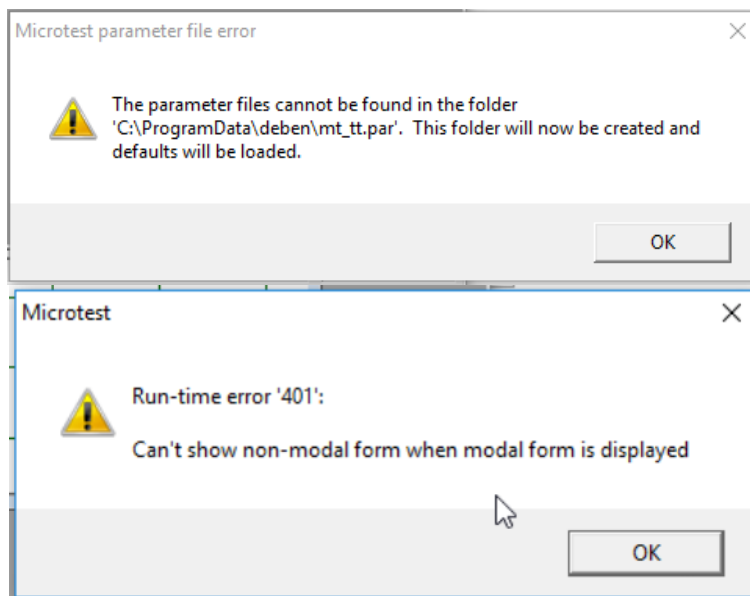 Microtest parameter file error
The parameter files cannot be found in the folder
'C:\ProgramData\deben\mt_tt.par'.  This folder will now be created and
defaults will be loaded.
OK
Microtest
Run-time error '401':
Can't show non-modal form when modal form is displayed
OK